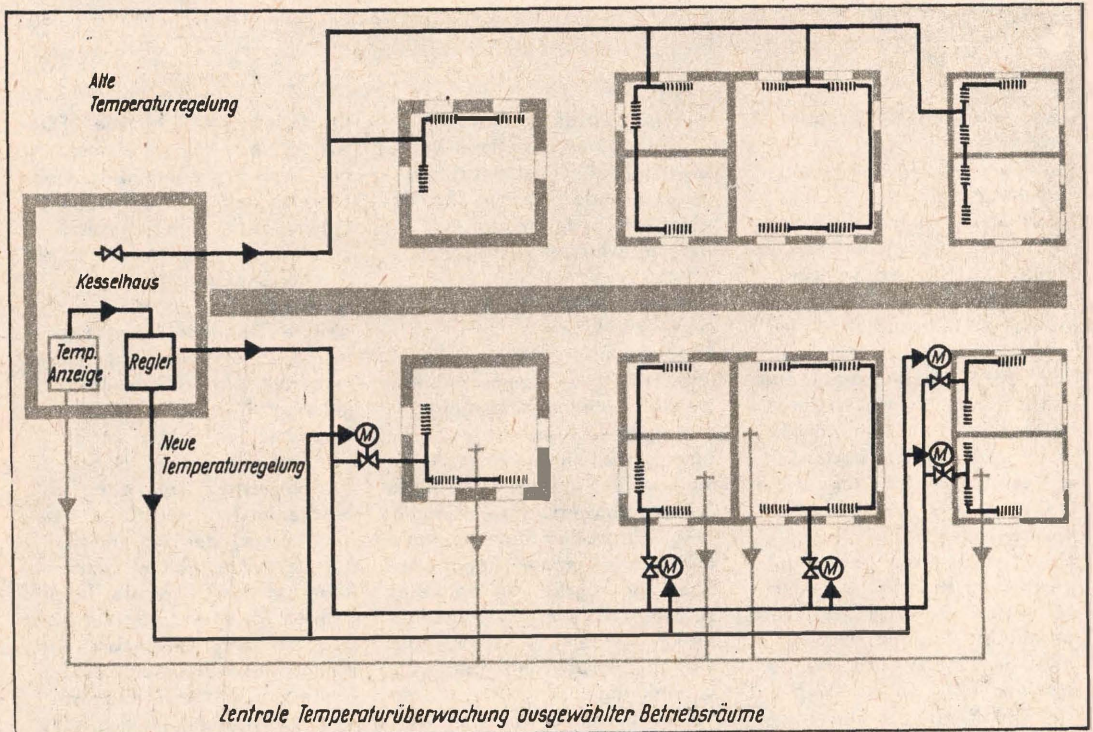 Alte
Temperaturregelung
Kesselhaus
Temp.
Anzeige
Regler
Neue
Temperaturregelung
M
M
M
M
M
Zentrale Temperaturüberwachung ausgewählter Betriebsräume